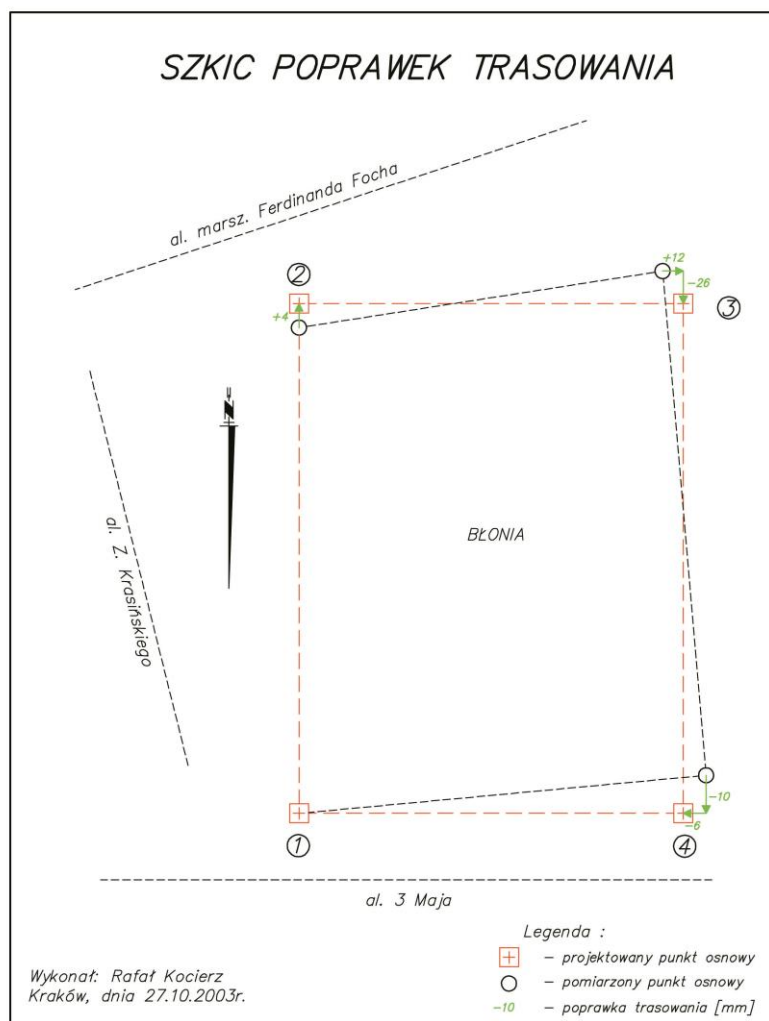 SZKIC POPRAWEK TRASOWANIA
al. marsz. Ferdinanda Focha
+12
2
-26
3
+4
N
BŁONIA
al. Z. Krasińskiego
-10
-6
1
4
al. 3 Maja
Legenda :
- projektowany punkt osnowy
- pomiarzony punkt osnowy
-10 - poprawka trasowania [mm]
Wykonał: Rafał Kocierz
Kraków, dnia 27.10.2003r.